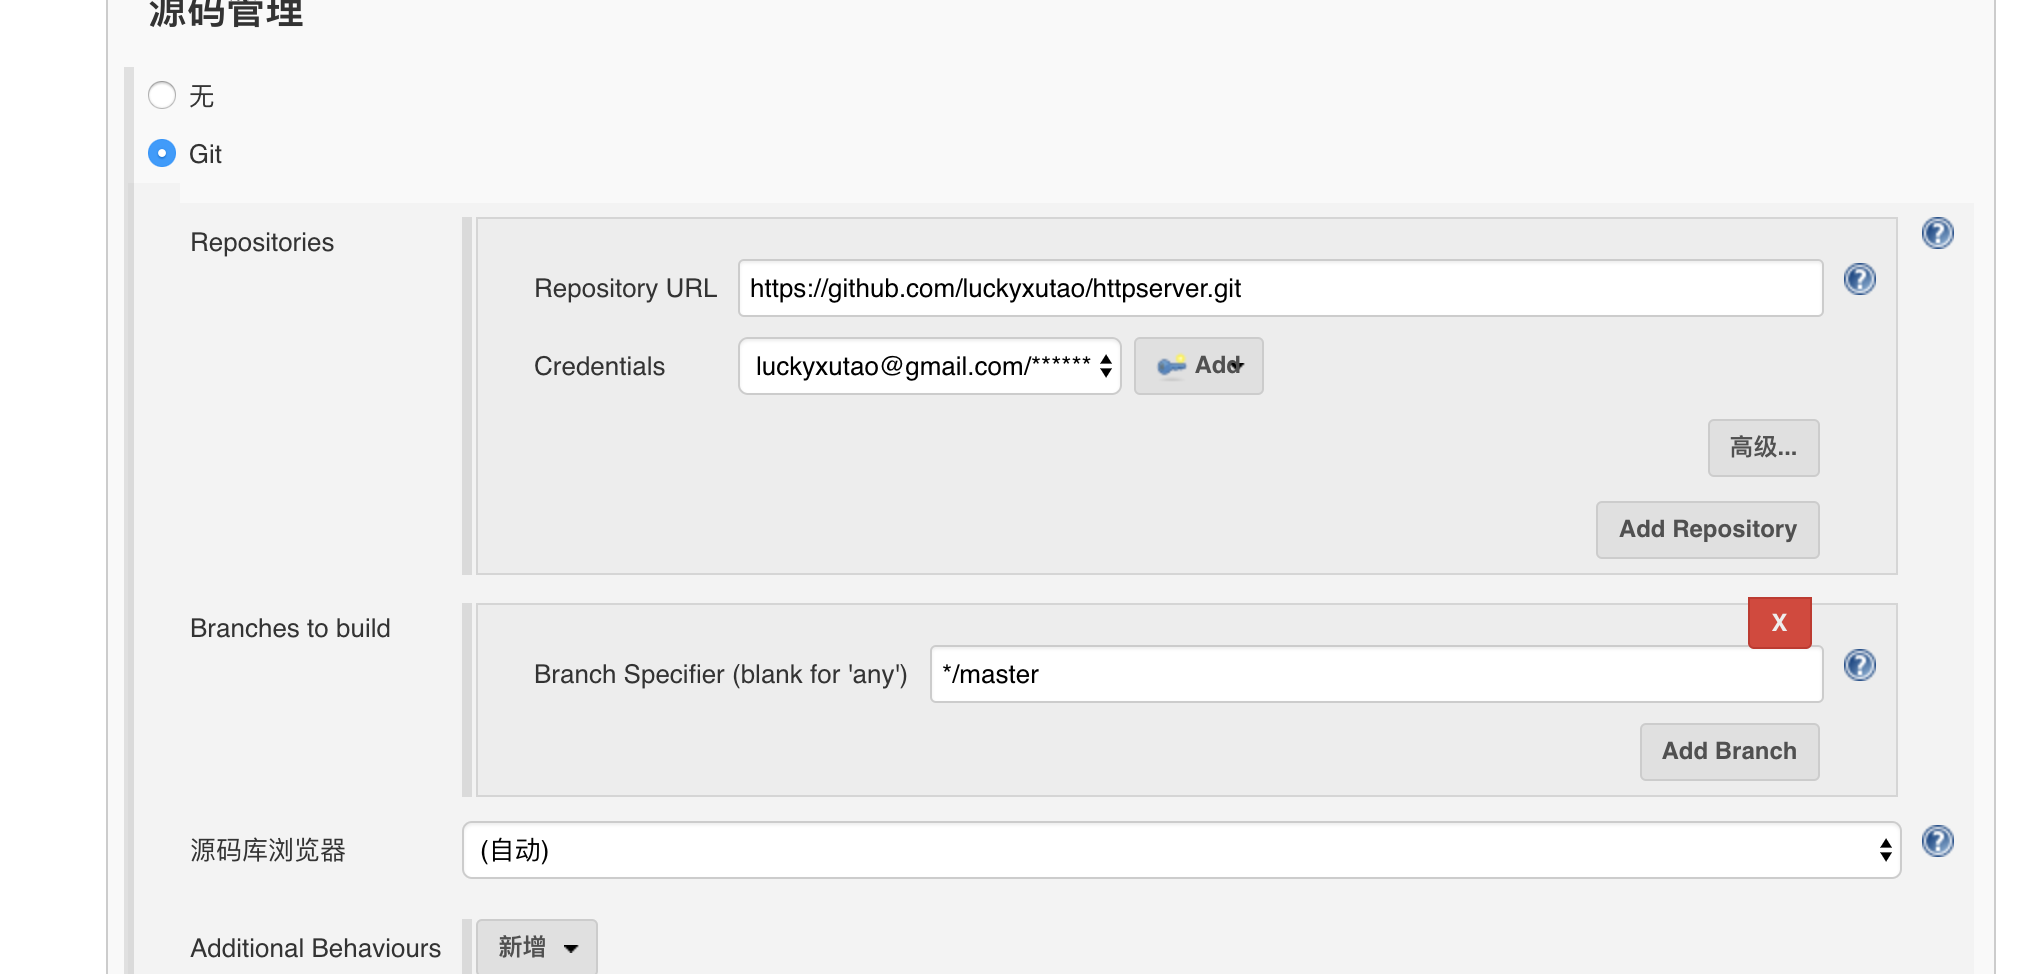 源码管理
无
Git
Repositories
Repository URL
https://github.com/luckyxutao/httpserver.git
Credentials
luckyxutao@gmail.com/******
Add
高级...
Add Repository
Branches to build
X
Branch Specifier (blank for 'any')
*/master
Add Branch
源码库浏览器
(自动)
Additional Behaviours
新增